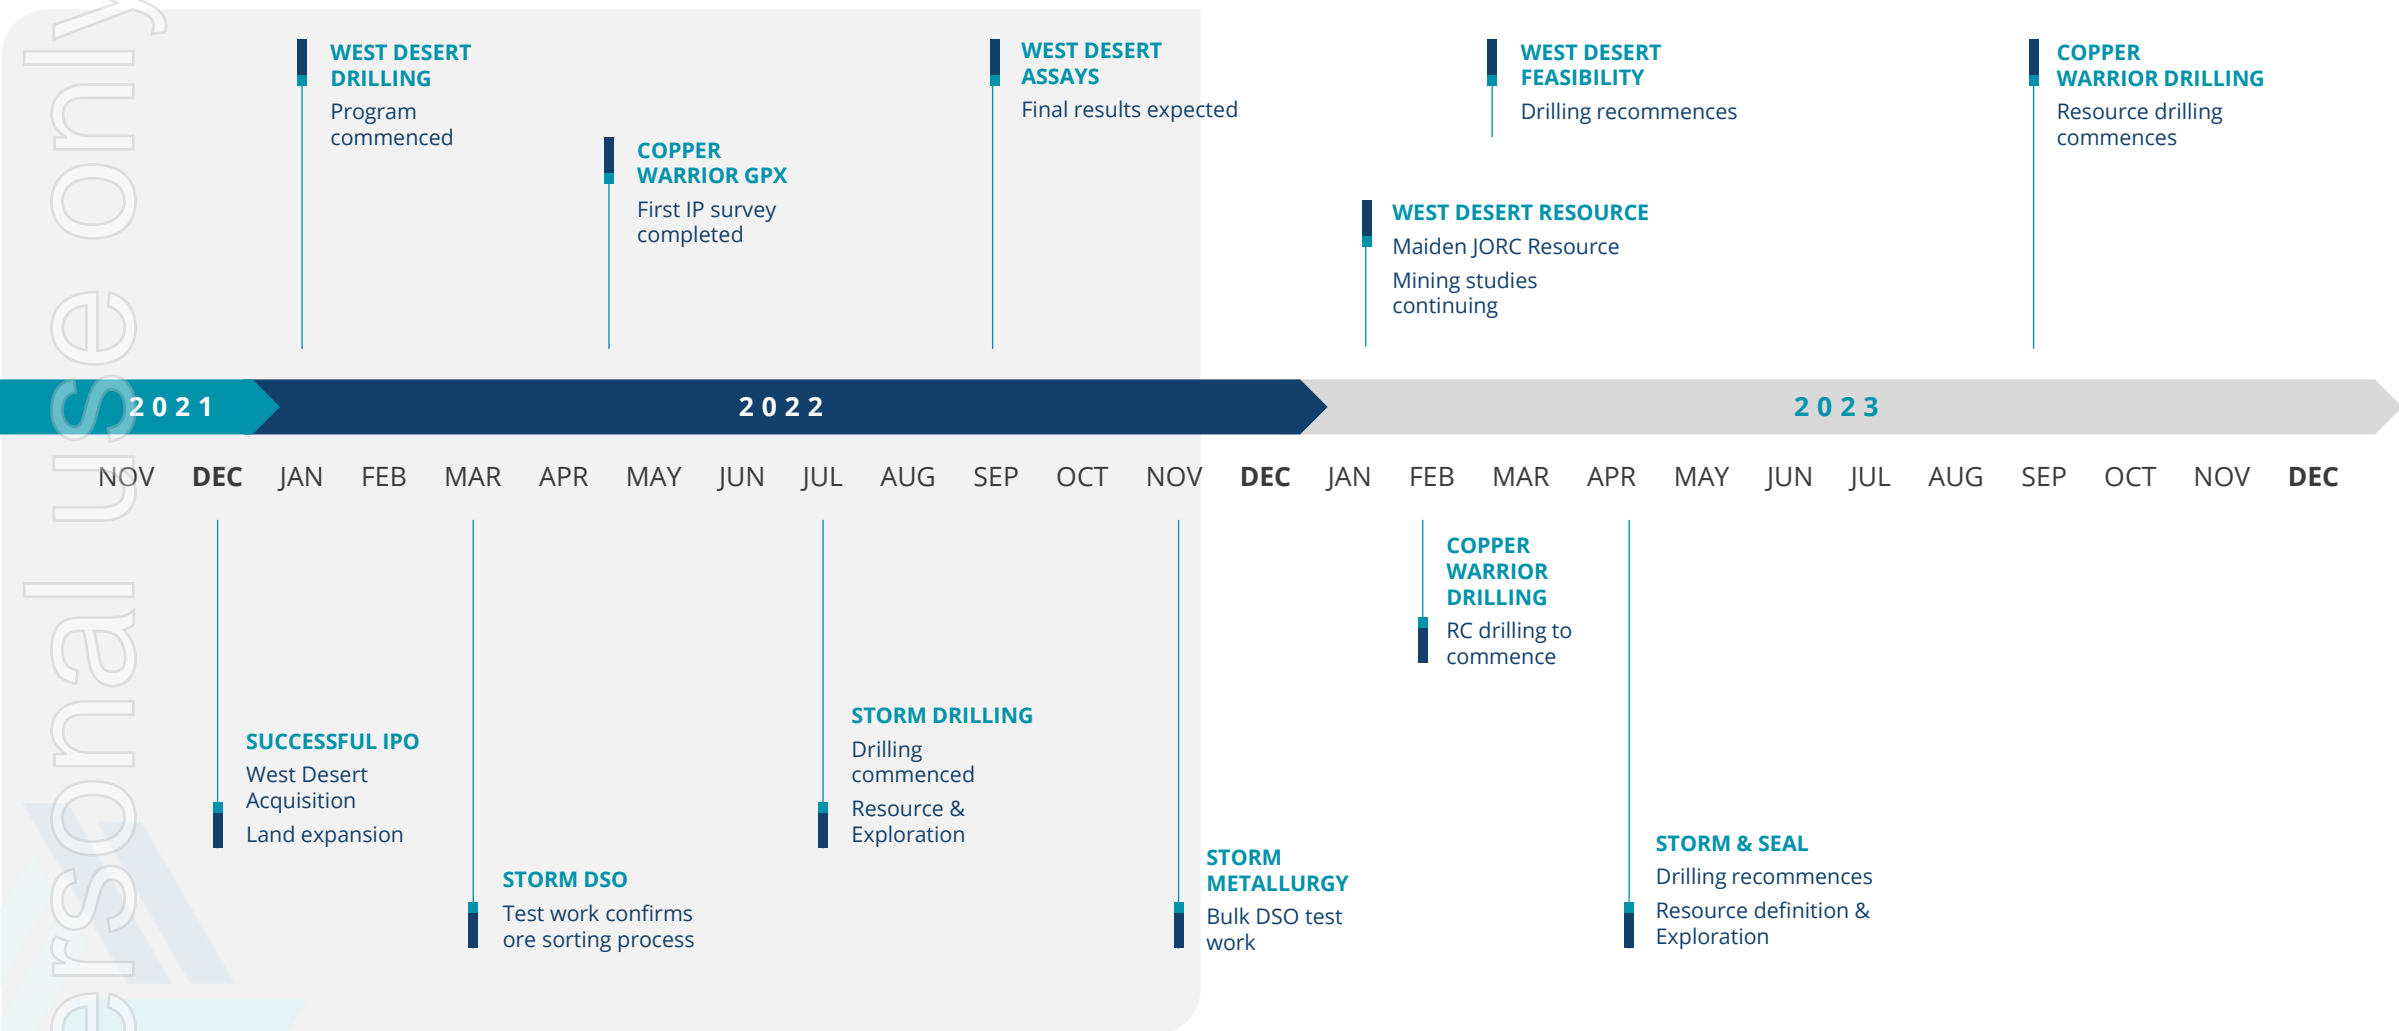 WEST DESERT
DRILLING
Program
commenced
COPPER
WARRIOR GPX
First IP survey
completed
WEST DESERT
ASSAYS
Final results expected
WEST DESERT
FEASIBILITY
Drilling recommences
WEST DESERT RESOURCE
Maiden JORC Resource
Mining studies
continuing
COPPER
WARRIOR DRILLING
Resource drilling
commences
2021
2022
2023
NOV DEC JAN FEB MAR APR MAY JUN JUL AUG SEP OCT NOV DEC JAN FEB MAR APR MAY JUN JUL AUG SEP OCT NOV DEC
SUCCESSFUL IPO
West Desert
Acquisition
Land expansion
STORM DSO
Test work confirms
ore sorting process
STORM DRILLING
Drilling
commenced
Resource &
Exploration
STORM
METALLURGY
Bulk DSO test
work
COPPER
WARRIOR
DRILLING
RC drilling to
commence
STORM & SEAL
Drilling recommences
Resource definition &
Exploration
ersonal use only